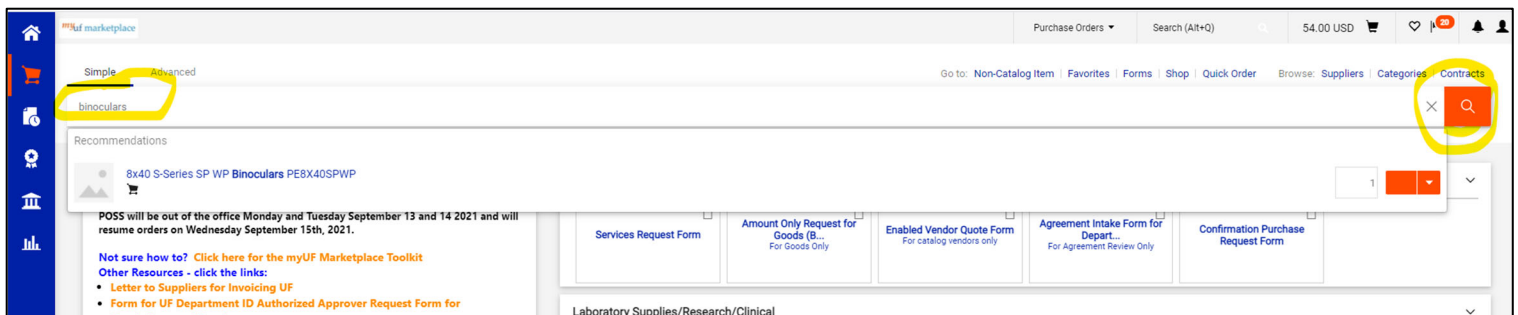 myuf marketplace
Purchase Orders
Search (Alt+Q)
54.00 USD
20
Simple
Advanced
Go to: Non-Catalog Item | Favorites | Forms | Shop | Quick Order
Browse: Suppliers | Categories | Contracts
binoculars
Recommendations
8x40 S-Series SP WP Binoculars PE8X40SPWP
1
POSS will be out of the office Monday and Tuesday September 13 and 14 2021 and will
resume orders on Wednesday September 15th, 2021.
Not sure how to? Click here for the myUF Marketplace Toolkit
Other Resources - click the links:
• Letter to Suppliers for Invoicing UF
• Form for UF Department ID Authorized Approver Request Form for
Services Request Form
Amount Only Request for
Goods (B...
For Goods Only
Enabled Vendor Quote Form
For catalog vendors only
Agreement Intake Form for
Depart...
For Agreement Review Only
Confirmation Purchase
Request Form
Laboratory Supplies/Research/Clinical